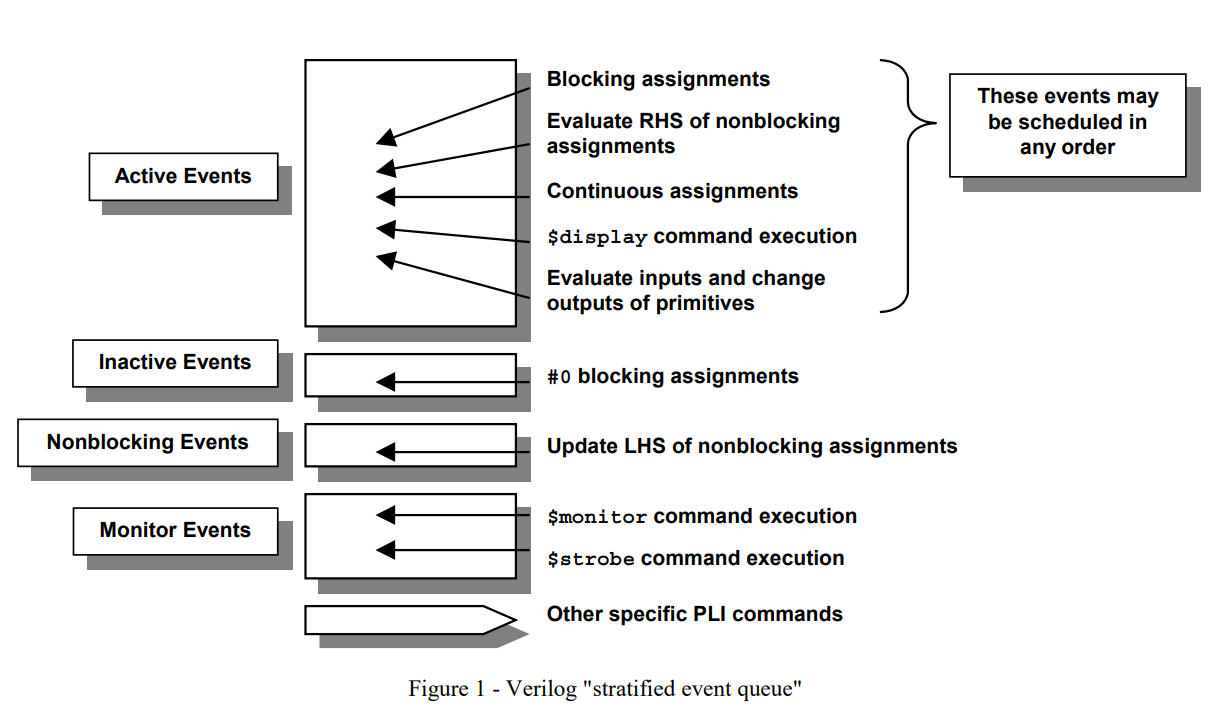 Blocking assignments
Evaluate RHS of nonblocking
assignments
Continuous assignments
$display command execution
Evaluate inputs and change
outputs of primitives
These events may
be scheduled in
any order
Active Events
Inactive Events
#0 blocking assignments
Nonblocking Events
Update LHS of nonblocking assignments
Monitor Events
$monitor command execution
$strobe command execution
Other specific PLI commands
Figure 1 - Verilog "stratified event queue"